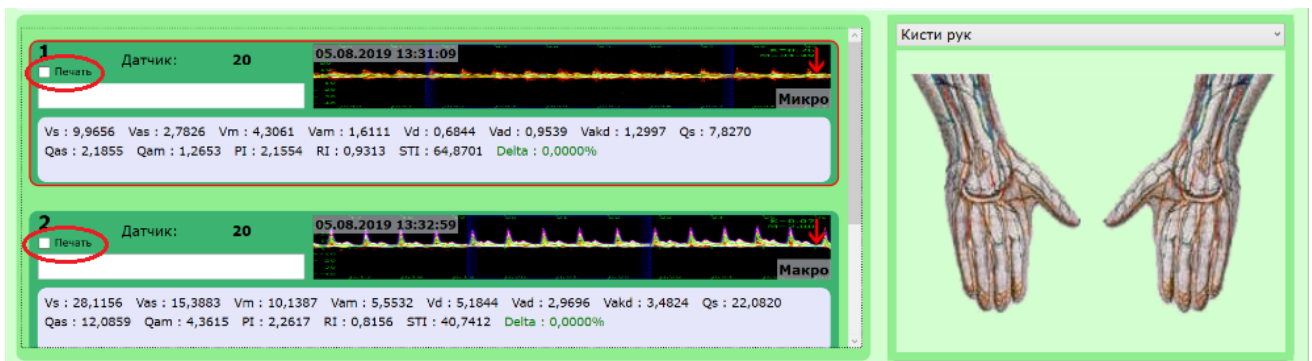 1
Печать
Датчик: 20
05.08.2019 13:31:09
Микро
Vs : 9,9656 Vas : 2,7826 Vm : 4,3061 Vam : 1,6111 Vd : 0,6844 Vad : 0,9539 Vakd : 1,2997 Qs : 7,8270
Qas : 2,1855 Qam : 1,2653 PI : 2,1554 RI : 0,9313 STI : 64,8701 Delta : 0,0000%
2
Печать
Датчик: 20
05.08.2019 13:32:59
Макро
Vs : 28,1156 Vas : 15,3883 Vm : 10,1387 Vam : 5,5532 Vd : 5,1844 Vad : 2,9696 Vakd : 3,4824 Qs : 22,0820
Qas : 12,0859 Qam : 4,3615 PI : 2,2617 RI : 0,8156 STI : 40,7412 Delta : 0,0000%
Кисти рук